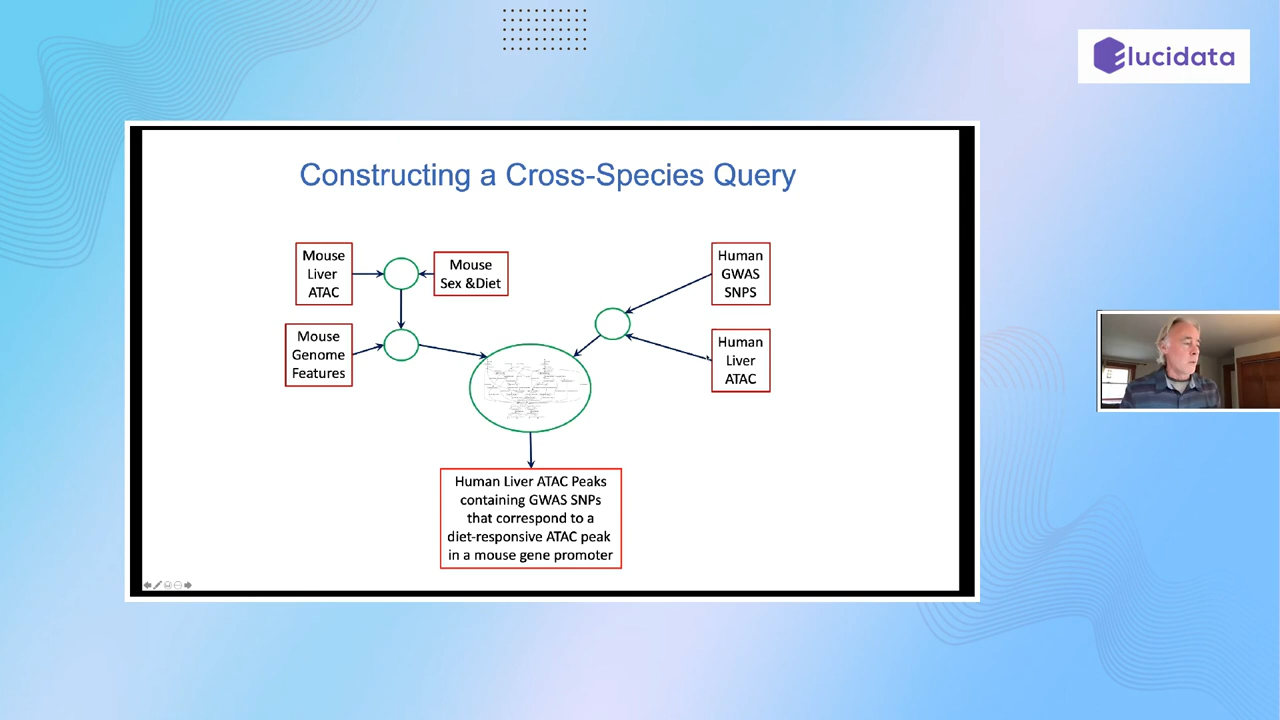 Elucidata
Constructing a Cross-Species Query
Mouse
Liver
ATAC
Mouse
Sex &Diet
Human
GWAS
SNPS
Mouse
Genome
Features
Human
Liver
ATAC
Human Liver ATAC Peaks
containing GWAS SNPs
that correspond to a
diet-responsive ATAC peak
in a mouse gene promoter